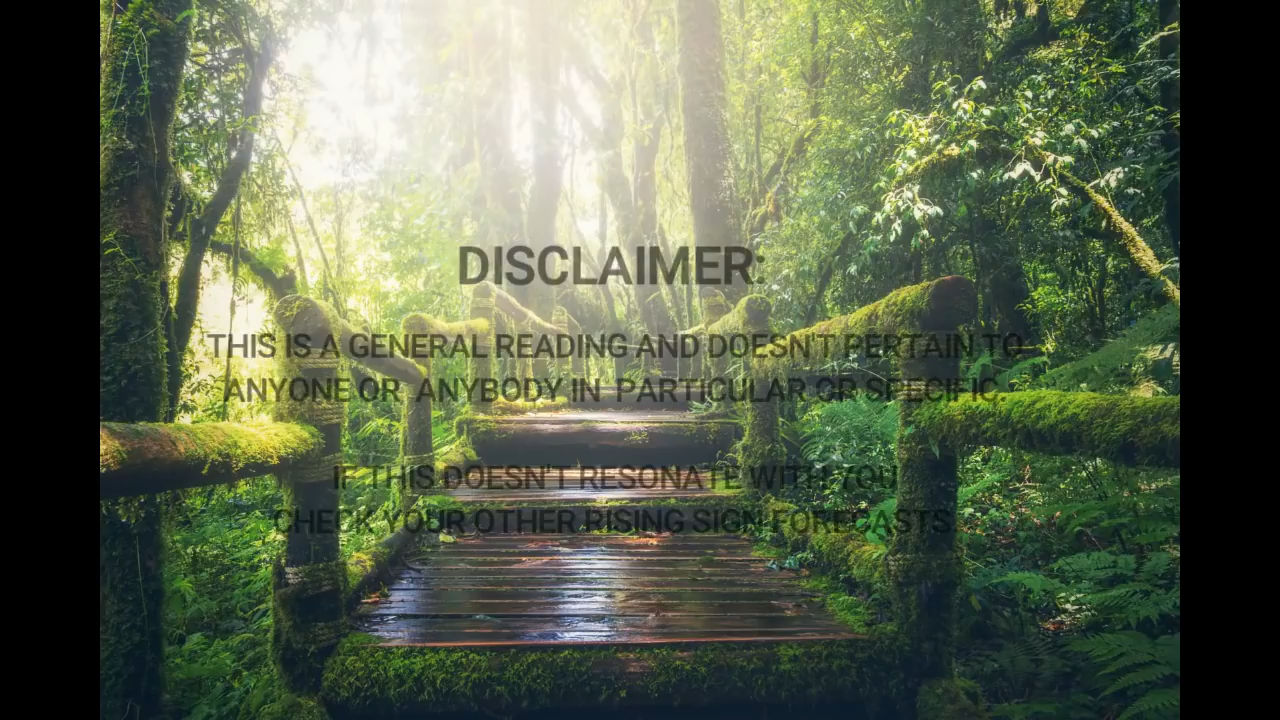 DISCLAIMER:
THIS IS A GENERAL READING AND DOESN'T PERTAIN TO
ANYONE OR ANYBODY IN PARTICULAR OR SPECIFIC.
IF THIS DOESN'T RESONATE WITH YOU
CHECK YOUR OTHER RISING SIGN FORECASTS